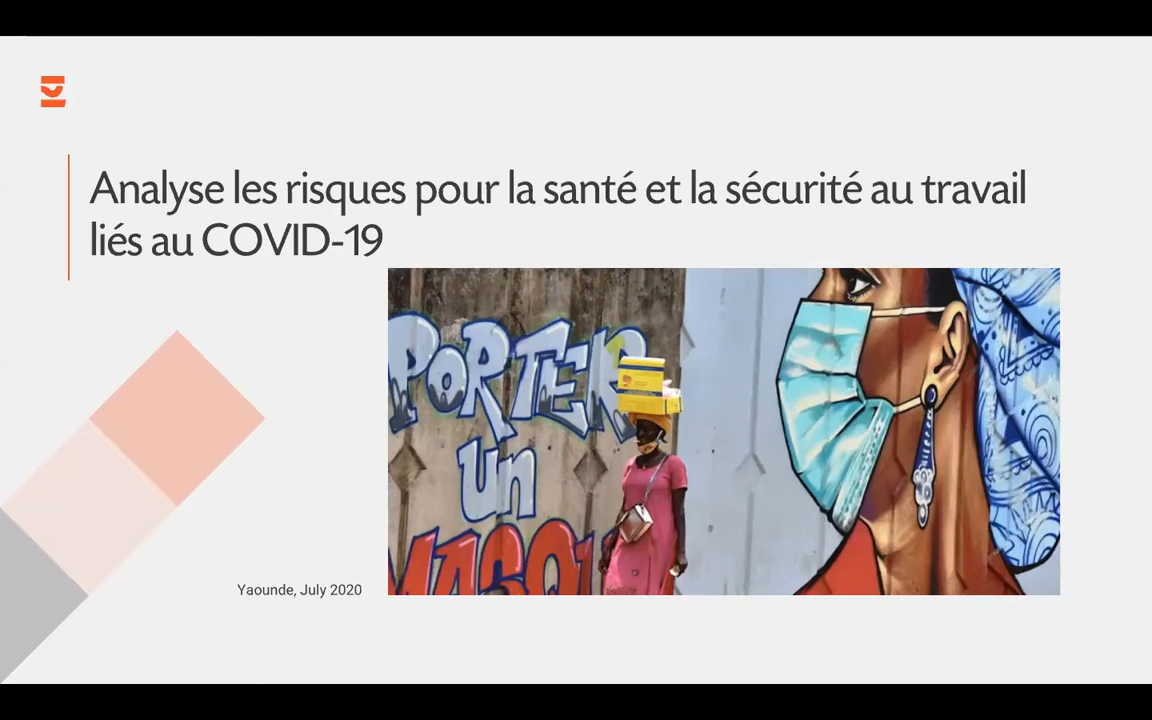 Analyse les risques pour la santé et la sécurité au travail
liés au COVID-19
PORTER
un
MASQU
Yaounde, July 2020